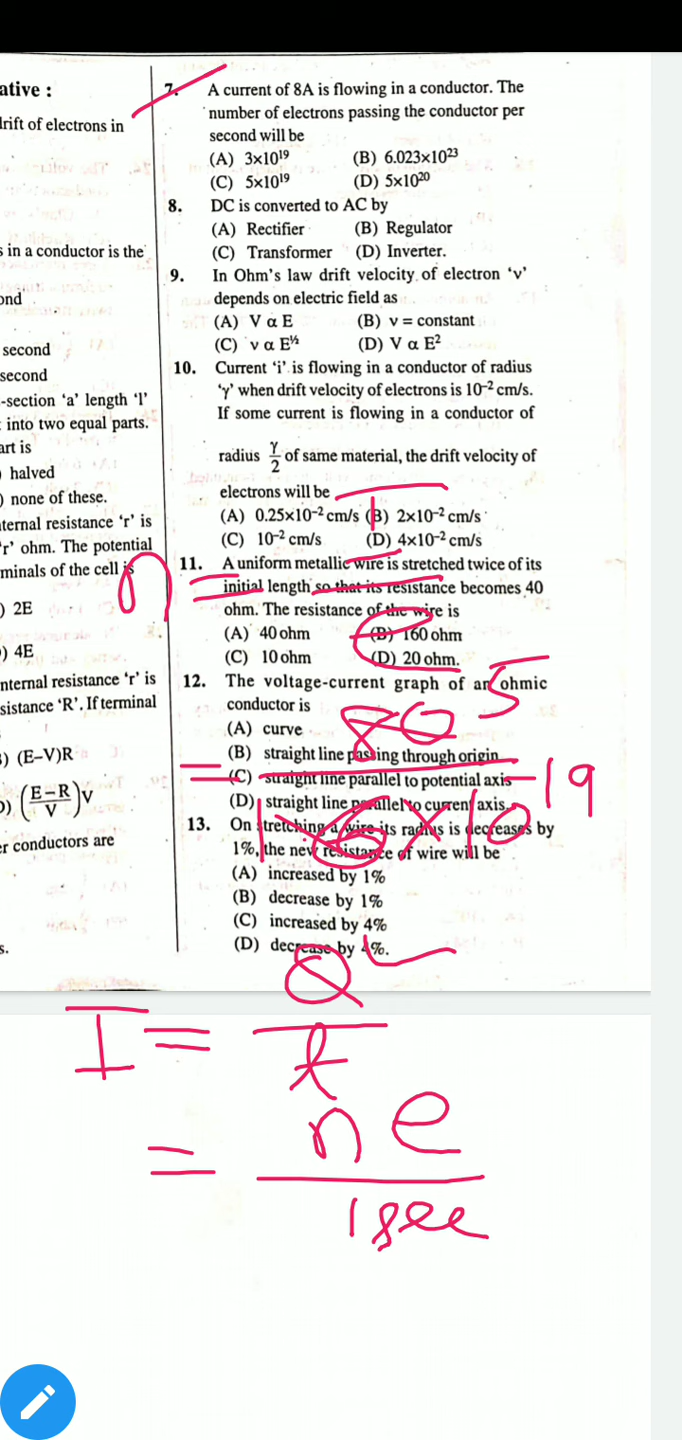 ative :
drift of electrons in
s in a conductor is the
ond
second
second
-section 'a' length 'l'
into two equal parts.
art is
halved
) none of these.
ternal resistance 'r' is
'r' ohm. The potential
minals of the cell is
) 2E
) 4E
nternal resistance 'r' is
sistance 'R'. If terminal
) (E–V)R
) (E–R/V)V
er conductors are
s.
7. A current of 8A is flowing in a conductor. The
number of electrons passing the conductor per
second will be
(A) 3×10¹⁹ (B) 6.023×10²³
(C) 5×10¹⁹ (D) 5×10²⁰
8. DC is converted to AC by
(A) Rectifier (B) Regulator
(C) Transformer (D) Inverter.
9. In Ohm's law drift velocity of electron 'v'
depends on electric field as
(A) V α E (B) v = constant
(C) v α E½ (D) V α E²
10. Current 'i' is flowing in a conductor of radius
'γ' when drift velocity of electrons is 10⁻² cm/s.
If some current is flowing in a conductor of
radius γ/2 of same material, the drift velocity of
electrons will be
(A) 0.25×10⁻² cm/s (B) 2×10⁻² cm/s
(C) 10⁻² cm/s (D) 4×10⁻² cm/s
11. A uniform metallic wire is stretched twice of its
initial length so that its resistance becomes 40
ohm. The resistance of the wire is
(A) 40 ohm (B) 160 ohm
(C) 10 ohm (D) 20 ohm.
12. The voltage-current graph of an ohmic
conductor is
(A) curve
(B) straight line passing through origin
(C) straight line parallel to potential axis
(D) straight line parallel to current axis.
13. On stretching a wire its radius is decreases by
1%, the new resistance of wire will be
(A) increased by 1%
(B) decrease by 1%
(C) increased by 4%
(D) decrease by 4%.
n = I
e
= 80 5
1.6×10-19
I = Q
t
= ne
1 sec